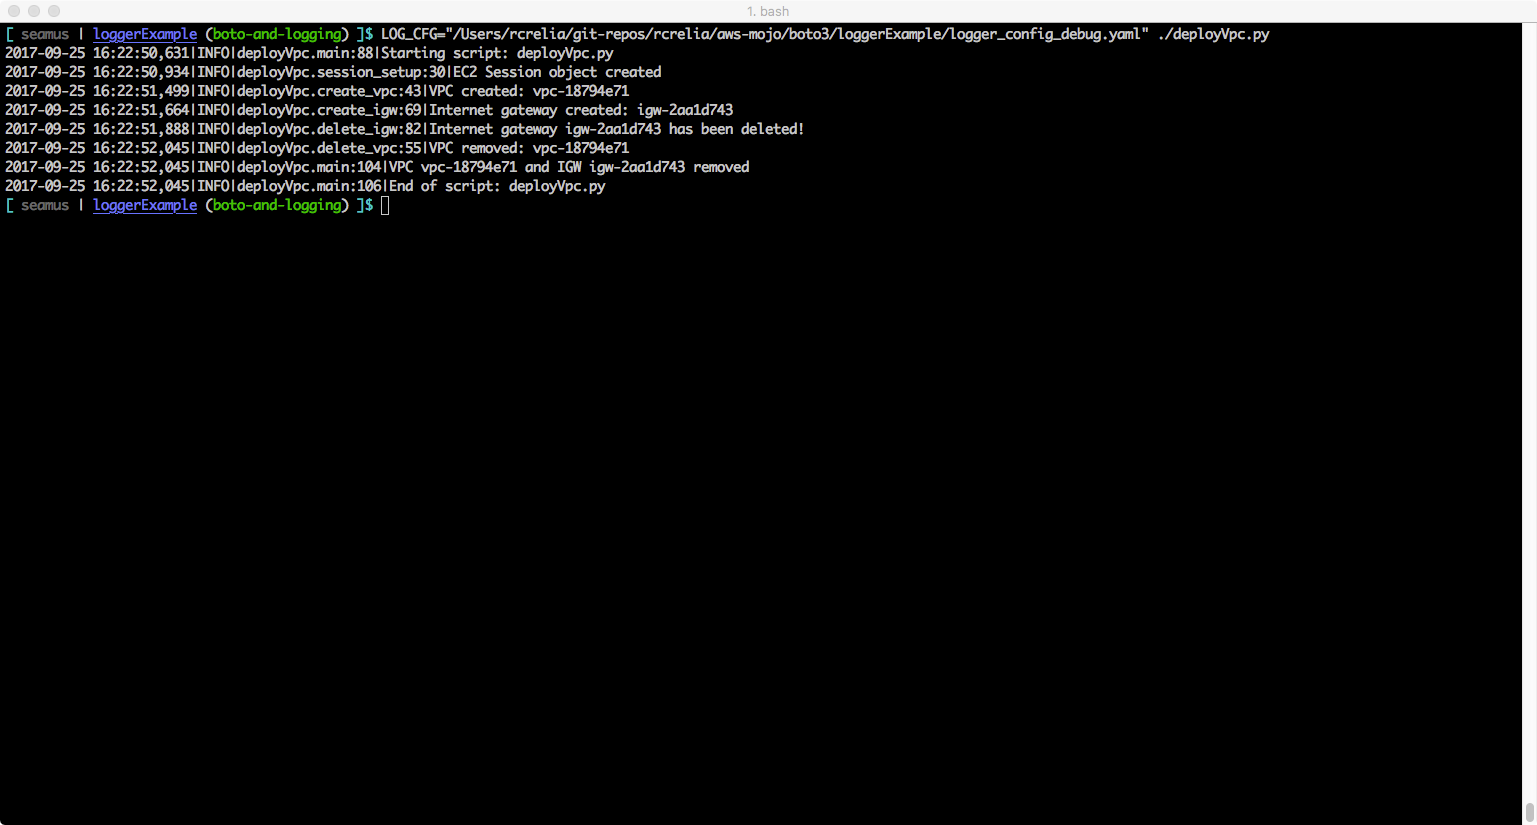 1. bash
[ seamus | loggerExample (boto-and-logging) ]$ LOG_CFG="/Users/rcrelia/git-repos/rcrelia/aws-mojo/boto3/loggerExample/logger_config_debug.yaml" ./deployVpc.py
2017-09-25 16:22:50,631|INFO|deployVpc.main:88|Starting script: deployVpc.py
2017-09-25 16:22:50,934|INFO|deployVpc.session_setup:30|EC2 Session object created
2017-09-25 16:22:51,499|INFO|deployVpc.create_vpc:43|VPC created: vpc-18794e71
2017-09-25 16:22:51,664|INFO|deployVpc.create_igw:69|Internet gateway created: igw-2aa1d743
2017-09-25 16:22:51,888|INFO|deployVpc.delete_igw:82|Internet gateway igw-2aa1d743 has been deleted!
2017-09-25 16:22:52,045|INFO|deployVpc.delete_vpc:55|VPC removed: vpc-18794e71
2017-09-25 16:22:52,045|INFO|deployVpc.main:104|VPC vpc-18794e71 and IGW igw-2aa1d743 removed
2017-09-25 16:22:52,045|INFO|deployVpc.main:106|End of script: deployVpc.py
[ seamus | loggerExample (boto-and-logging) ]$